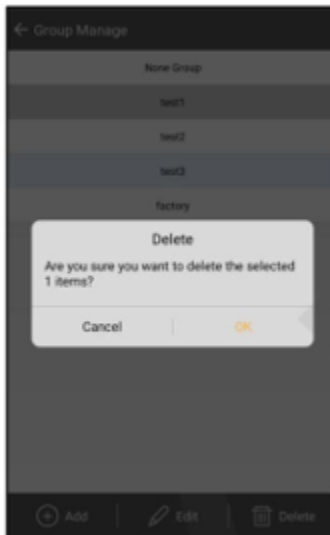 Group Manage
None Group
test1
test2
test3
factory
Delete
Are you sure you want to delete the selected
1 items?
Cancel
OK
Add
Edit
Delete